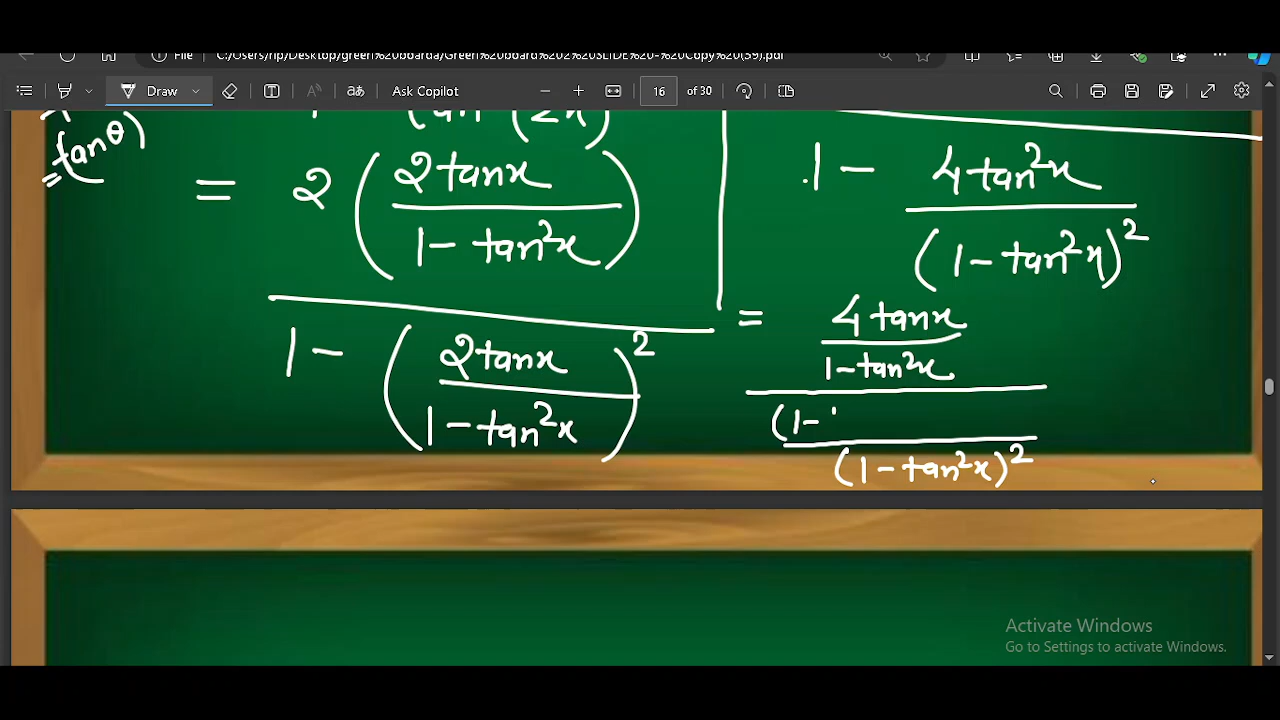 File C:/Users/hp/Desktop/green%20boarda/Green%20board%202%20SLIDE%20-%20Copy%20(39).pdf
Draw Ask Copilot 16 of 30
= tanθ)
= 2 (2tanx / 1 - tan²x)
1 - (2tanx / 1 - tan²x)²
1 - 4tan²x / (1 - tan²x)²
= 4tanx / 1-tan²x
(1-
(1-tan²x)²
Activate Windows
Go to Settings to activate Windows.